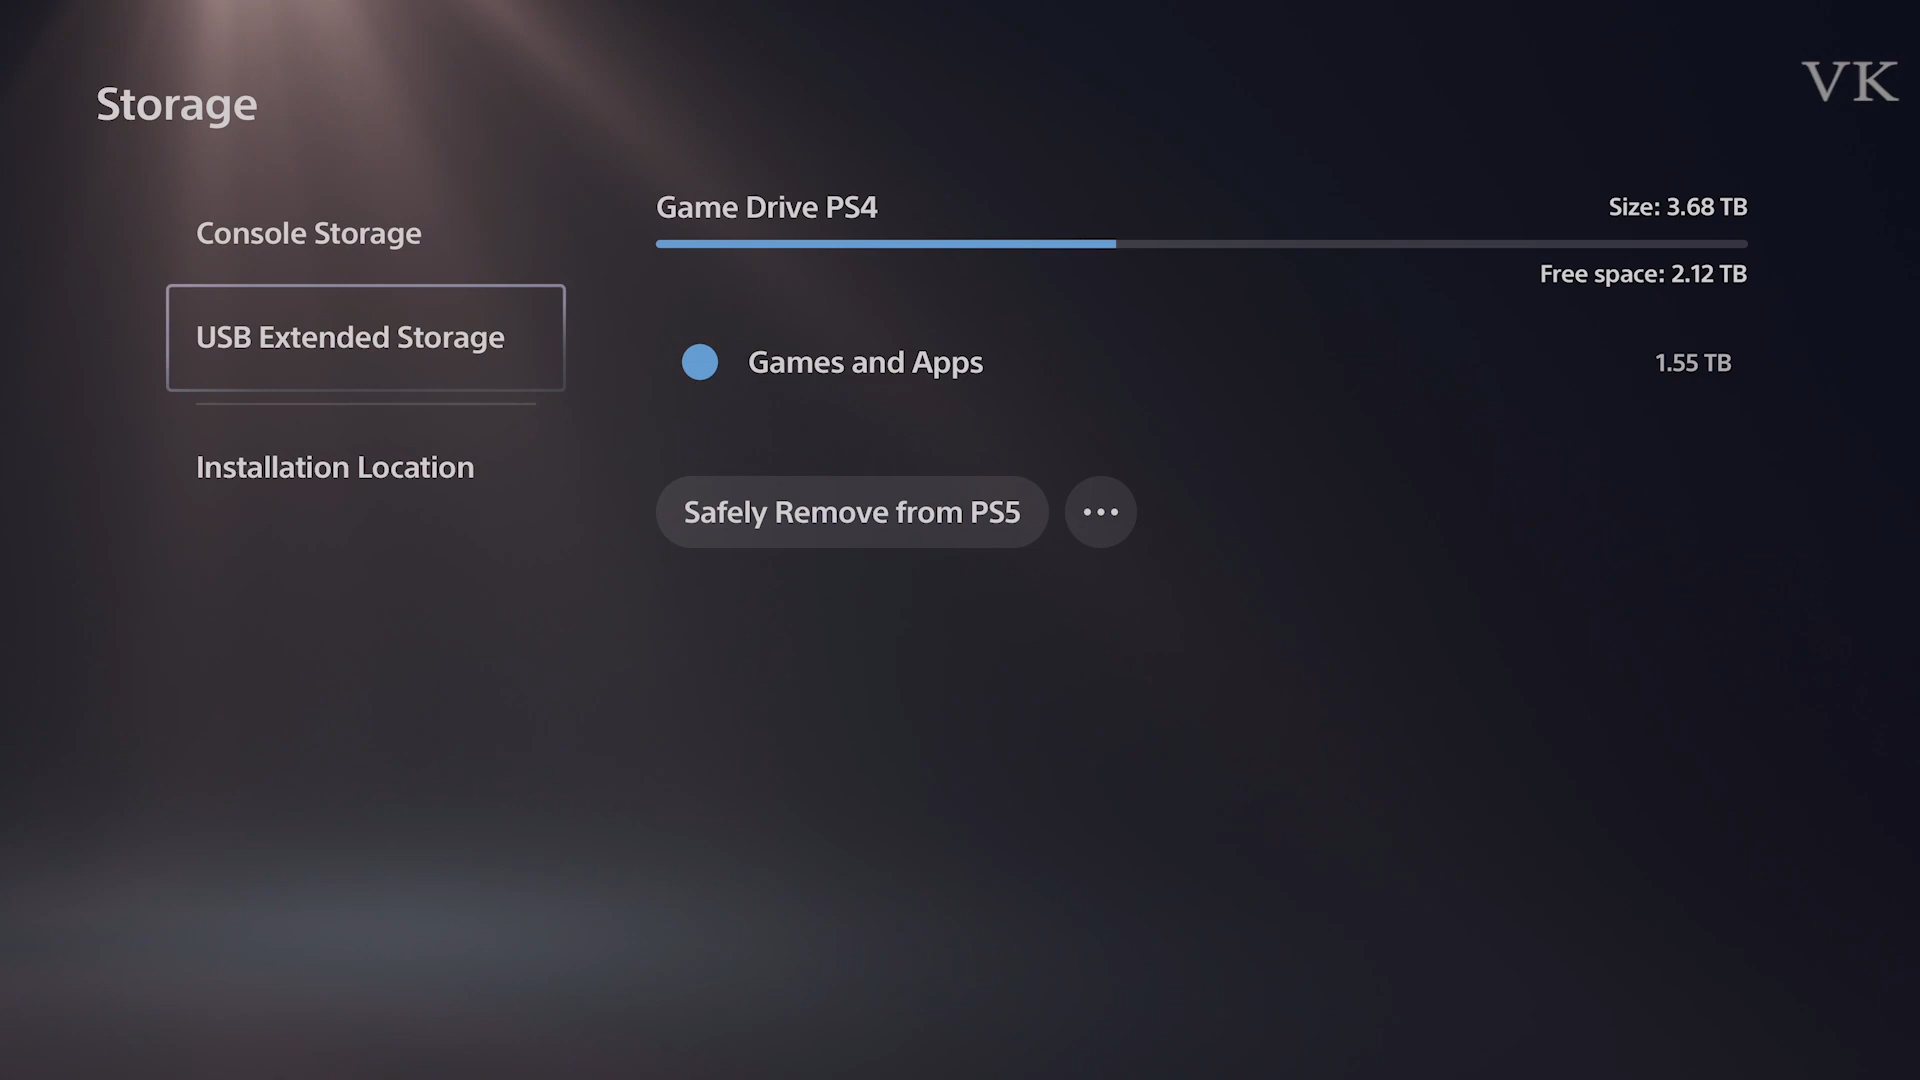 Storage
VK
Console Storage
USB Extended Storage
Installation Location
Game Drive PS4
Size: 3.68 TB
Free space: 2.12 TB
Games and Apps
1.55 TB
Safely Remove from PS5